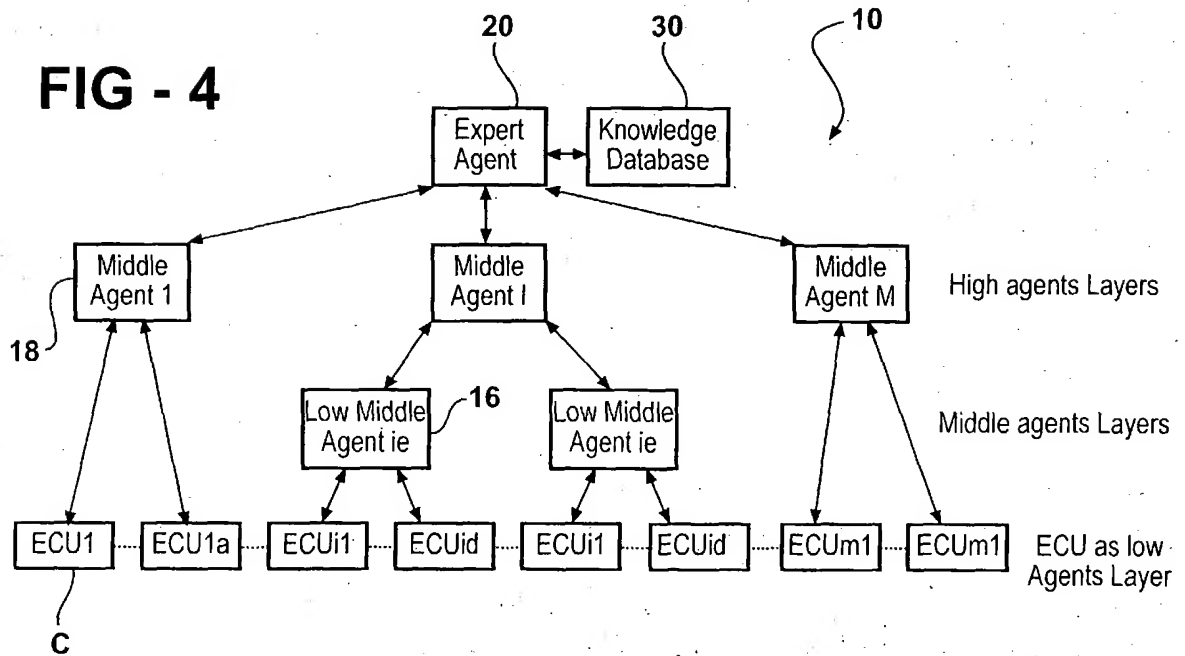 20
30
10
FIG - 4
Expert
Agent
Knowledge
Database
Middle
Agent 1
Middle
Agent I
Middle
Agent M
High agents Layers
18
Low Middle
Agent ie
16
Low Middle
Agent ie
Middle agents Layers
ECU1
ECU1a
ECUi1
ECUid
ECUi1
ECUid
ECUm1
ECUm1
ECU as low
Agents Layer
C